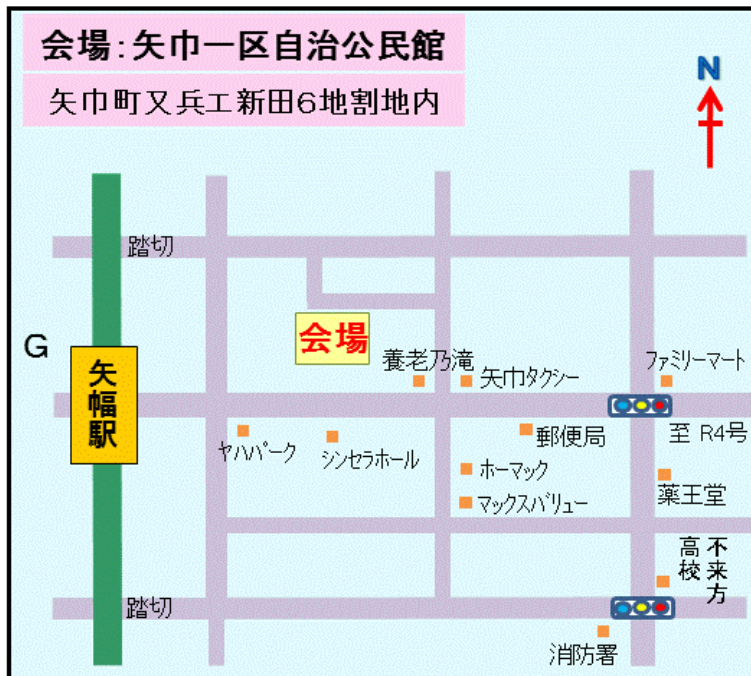 会場：矢巾一区自治公民館
矢巾町又兵エ新田6地割地内
N
踏切
会場
G
矢幅駅
養老乃滝
矢巾タクシー
ファミリーマート
ヤハパーク
シンセラホール
郵便局
至 R4号
ホーマック
薬王堂
マックスバリュー
不来方
高校
踏切
消防署